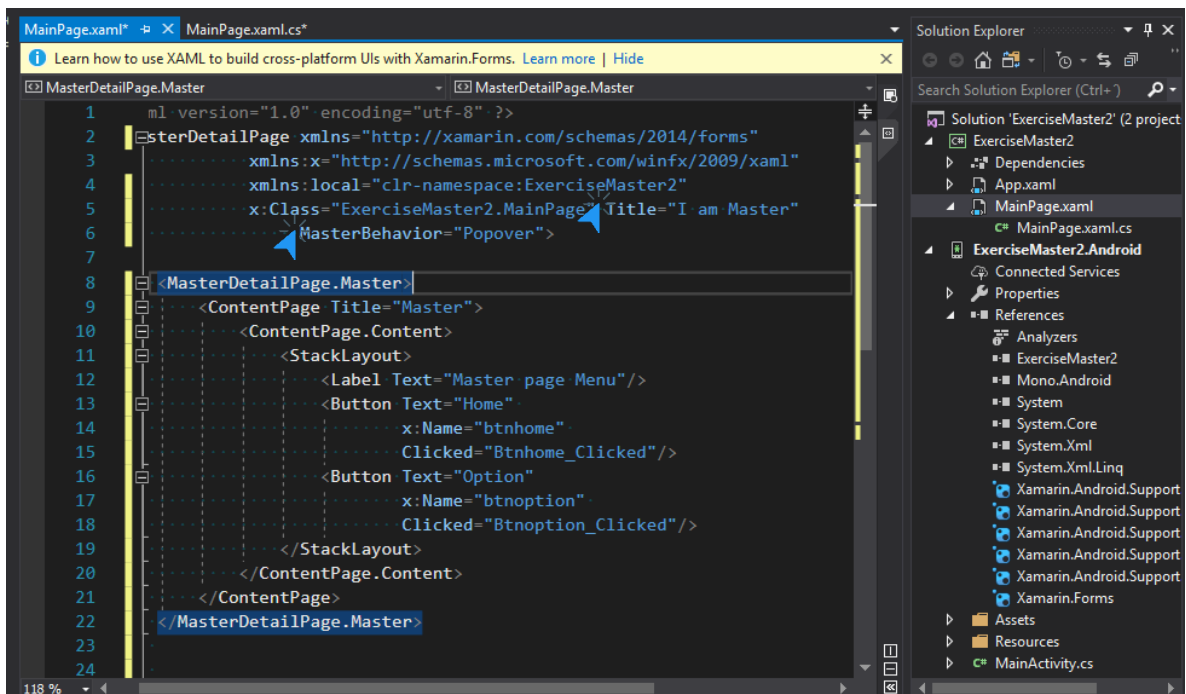 MainPage.xaml* MainPage.xaml.cs*
Learn how to use XAML to build cross-platform UIs with Xamarin.Forms. Learn more | Hide
MasterDetailPage.Master MasterDetailPage.Master
1 ml version="1.0" encoding="utf-8" ?>
2 sterDetailPage xmlns="http://xamarin.com/schemas/2014/forms"
3 xmlns:x="http://schemas.microsoft.com/winfx/2009/xaml"
4 xmlns:local="clr-namespace:ExerciseMaster2"
5 x:Class="ExerciseMaster2.MainPage" Title="I am Master"
6 MasterBehavior="Popover">
7
8 <MasterDetailPage.Master>
9 <ContentPage Title="Master">
10 <ContentPage.Content>
11 <StackLayout>
12 <Label Text="Master page Menu"/>
13 <Button Text="Home"
14 x:Name="btnhome"
15 Clicked="Btnhome_Clicked"/>
16 <Button Text="Option"
17 x:Name="btnoption"
18 Clicked="Btnoption_Clicked"/>
19 </StackLayout>
20 </ContentPage.Content>
21 </ContentPage>
22 </MasterDetailPage.Master>
23
24
118 %
Solution Explorer
Search Solution Explorer (Ctrl+´)
Solution 'ExerciseMaster2' (2 project
C# ExerciseMaster2
Dependencies
App.xaml
MainPage.xaml
C# MainPage.xaml.cs
ExerciseMaster2.Android
Connected Services
Properties
References
Analyzers
ExerciseMaster2
Mono.Android
System
System.Core
System.Xml
System.Xml.Linq
Xamarin.Android.Support
Xamarin.Android.Support
Xamarin.Android.Support
Xamarin.Android.Support
Xamarin.Android.Support
Xamarin.Forms
Assets
Resources
C# MainActivity.cs